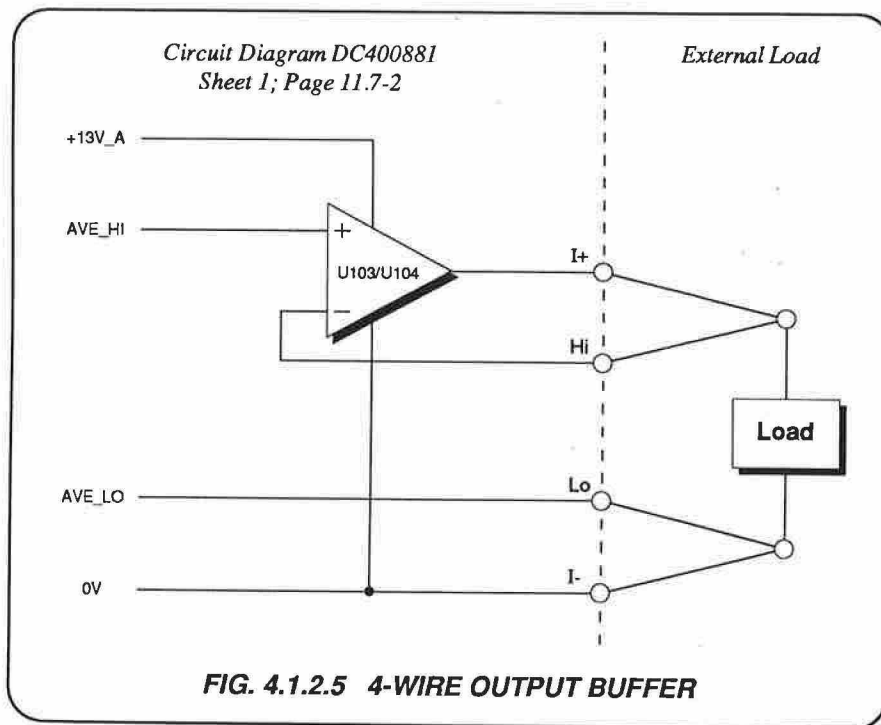 Circuit Diagram DC400881
Sheet 1; Page 11.7-2
External Load
+13V_A
AVE_HI
+
U103/U104
−
I+
Hi
Load
Lo
AVE_LO
I-
0V
FIG. 4.1.2.5 4-WIRE OUTPUT BUFFER